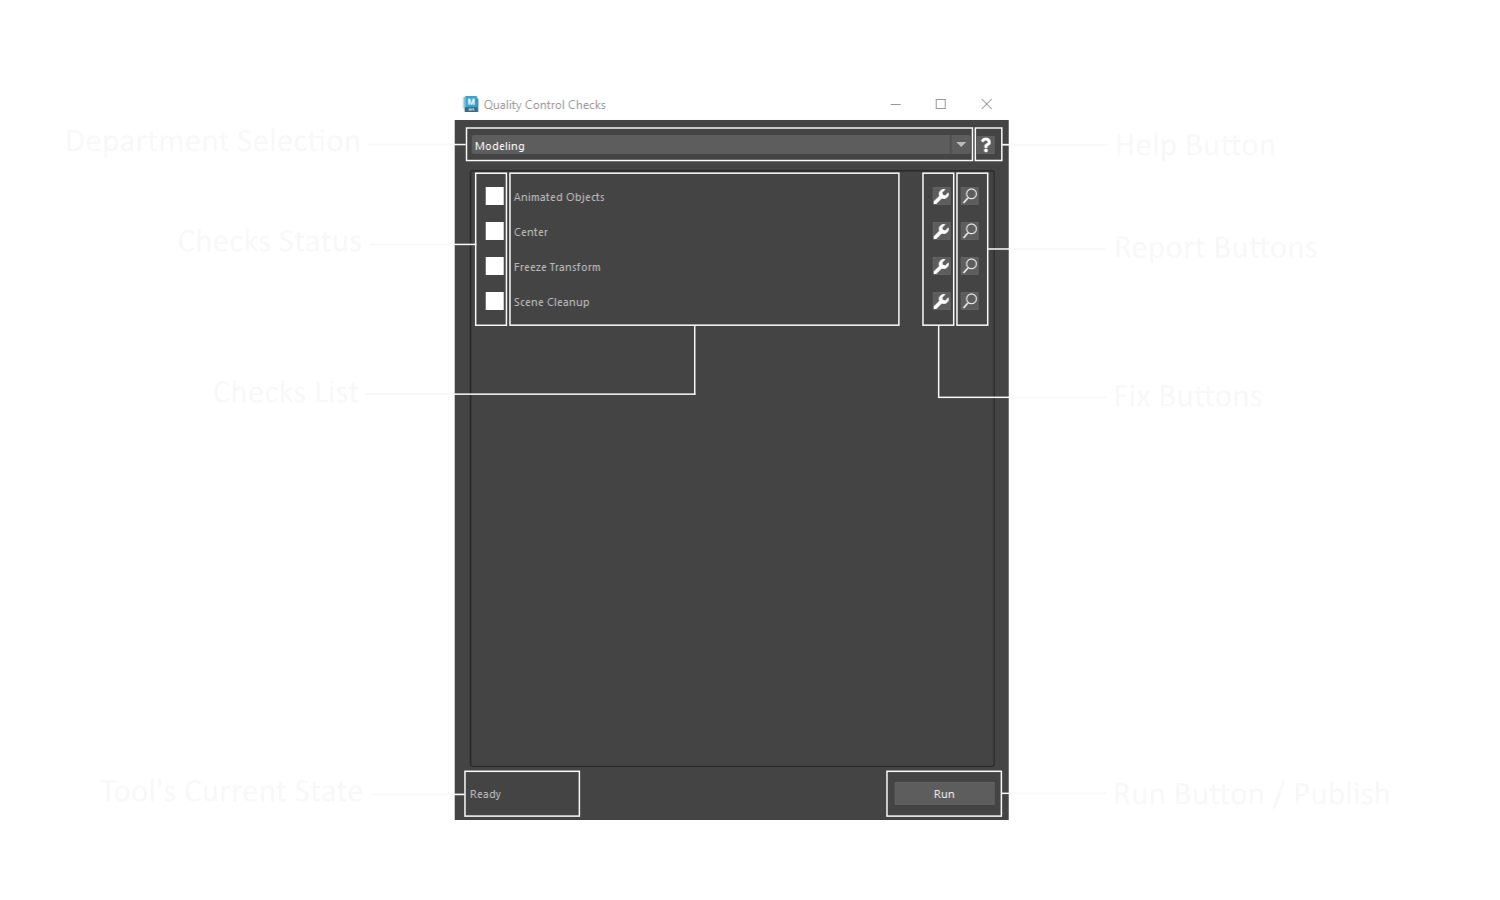 M
Quality Control Checks
Department Selection
Modeling
?
Help Button
Animated Objects
Checks Status
Center
Report Buttons
Freeze Transform
Scene Cleanup
Checks List
Fix Buttons
Tool's Current State
Ready
Run
Run Button / Publish